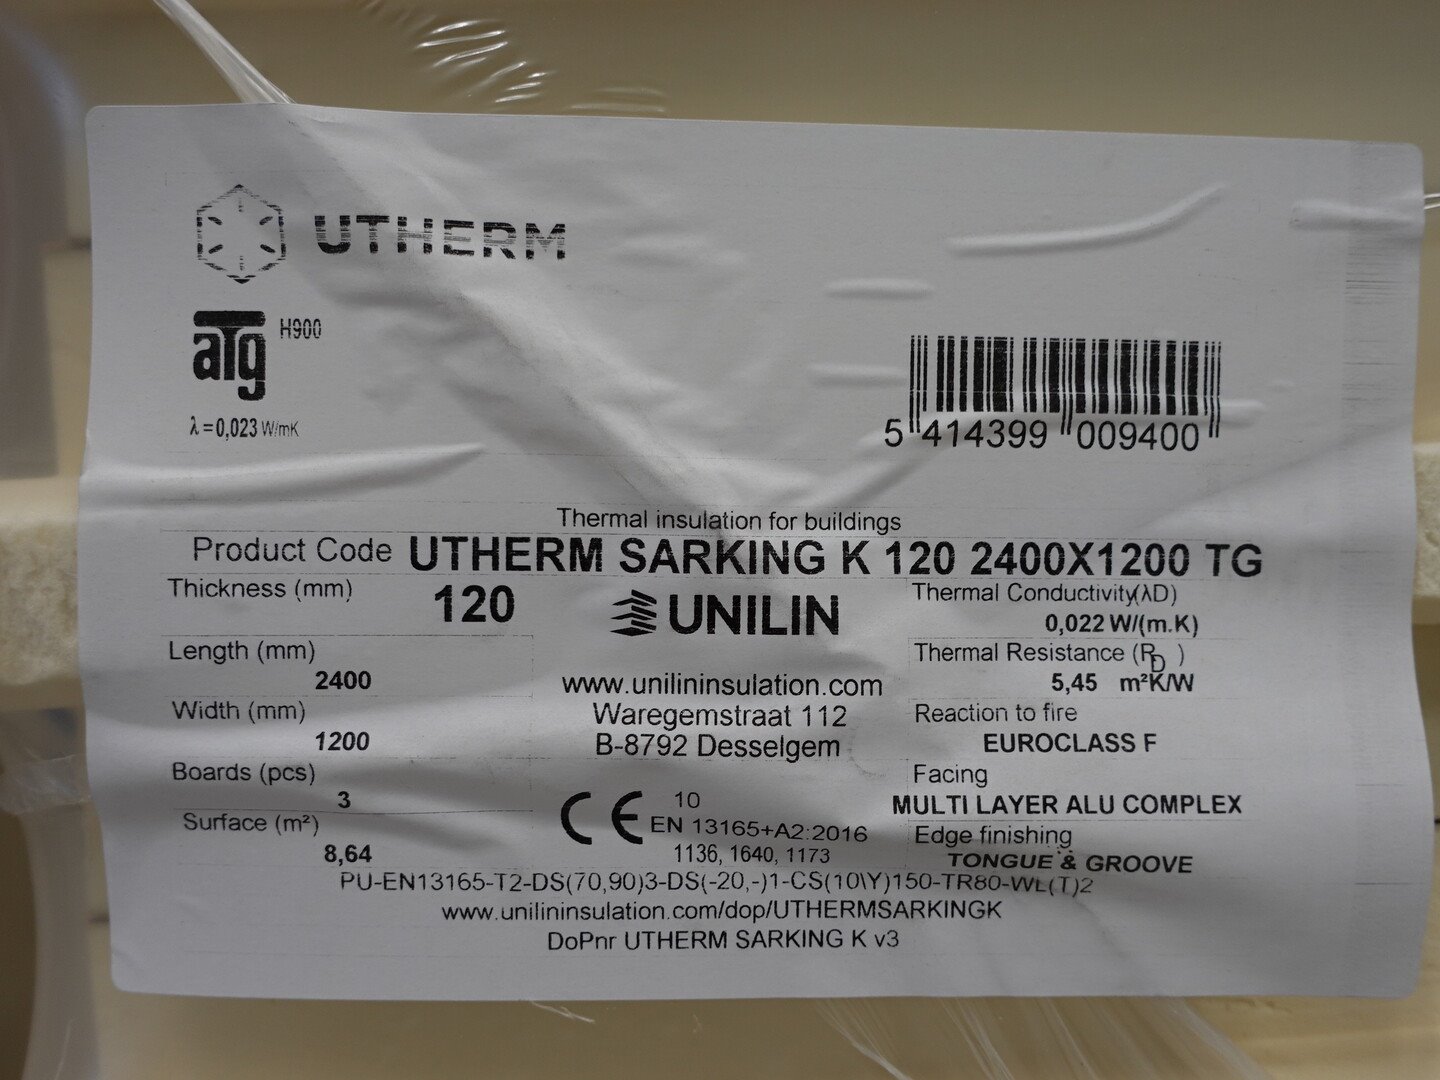 UTHERM
aTg H900
λ = 0,023 W/mK
5 414399 009400
Thermal insulation for buildings
Product Code UTHERM SARKING K 120 2400X1200 TG
Thickness (mm)
120
Length (mm)
2400
Width (mm)
1200
Boards (pcs)
3
Surface (m²)
8,64
UNILIN
www.unilininsulation.com
Waregemstraat 112
B-8792 Desselgem
CE 10
EN 13165+A2:2016
1136, 1640, 1173
Thermal Conductivity(λD)
0,022 W/(m.K)
Thermal Resistance (RD )
5,45 m²K/W
Reaction to fire
EUROCLASS F
Facing
MULTI LAYER ALU COMPLEX
Edge finishing
TONGUE & GROOVE
PU-EN13165-T2-DS(70,90)3-DS(-20,-)1-CS(10\Y)150-TR80-WL(T)2
www.unilininsulation.com/dop/UTHERMSARKINGK
DoPnr UTHERM SARKING K v3